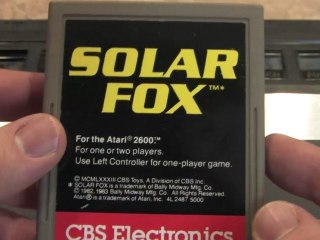 SOLAR
FOX™*
For the Atari® 2600™
For one or two players.
Use Left Controller for one-player game.
© MCMLXXXIII CBS Toys, A Division of CBS Inc.
* SOLAR FOX is a trademark of Bally Midway Mfg. Co.
© 1982, 1983 Bally Midway Mfg. Co. All Rights Reserved.
Atari® is a trademark of Atari, Inc. 4L 2487 5000
CBS Electronics